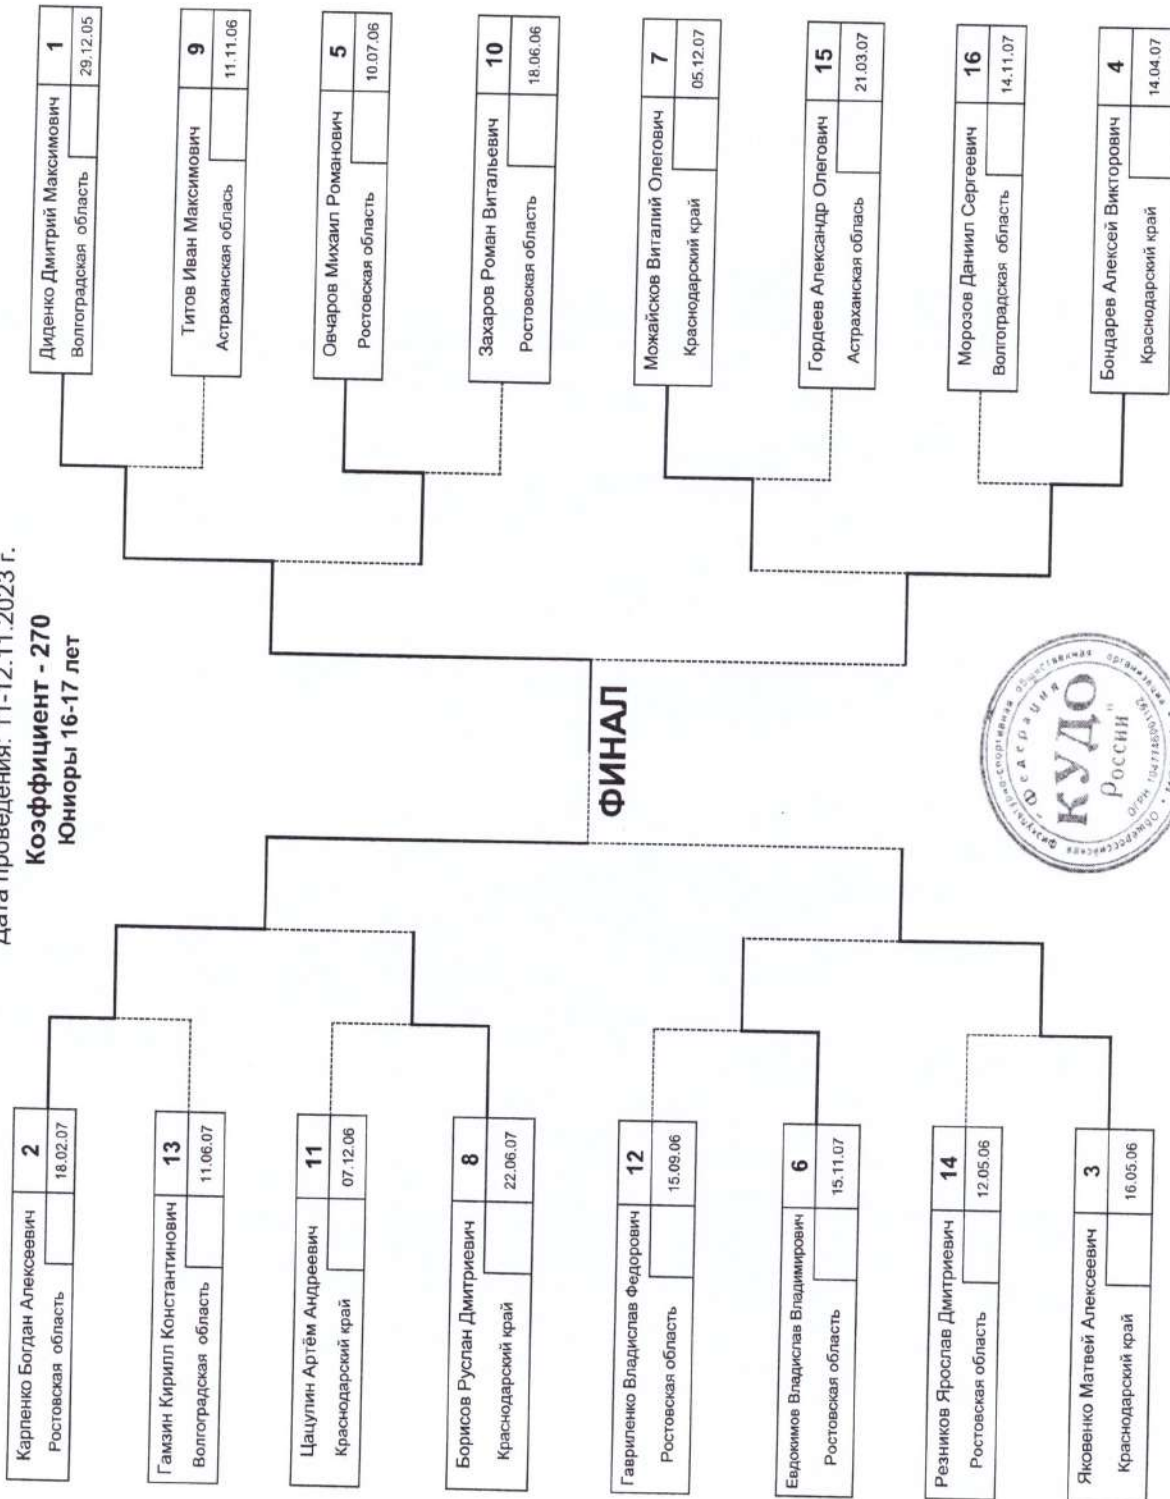 Дата проведения: 11-12.11.2023 г.
Коэффициент - 270
Юниоры 16-17 лет
Карпенко Богдан Алексеевич
2
Ростовская область
18.02.07
Гамзин Кирилл Константинович
13
Волгоградская область
11.06.07
Цацулин Артём Андреевич
11
Краснодарский край
07.12.06
Борисов Руслан Дмитриевич
8
Краснодарский край
22.06.07
Гавриленко Владислав Федорович
12
Ростовская область
15.09.06
Евдокимов Владислав Владимирович
6
Ростовская область
15.11.07
Резников Ярослав Дмитриевич
14
Ростовская область
12.05.06
Яковенко Матвей Алексеевич
3
Краснодарский край
16.05.06
ФИНАЛ
Диденко Дмитрий Максимович
1
Волгоградская область
29.12.05
Титов Иван Максимович
9
Астраханская облась
11.11.06
Овчаров Михаил Романович
5
Ростовская область
10.07.06
Захаров Роман Витальевич
10
Ростовская область
18.06.06
Можайсков Виталий Олегович
7
Краснодарский край
05.12.07
Гордеев Александр Олегович
15
Астраханская облась
21.03.07
Морозов Даниил Сергеевич
16
Волгоградская область
14.11.07
Бондарев Алексей Викторович
4
Краснодарский край
14.04.07
Общероссийская физкультурно-спортивная общественная организация
"Федерация
КУДО
России"